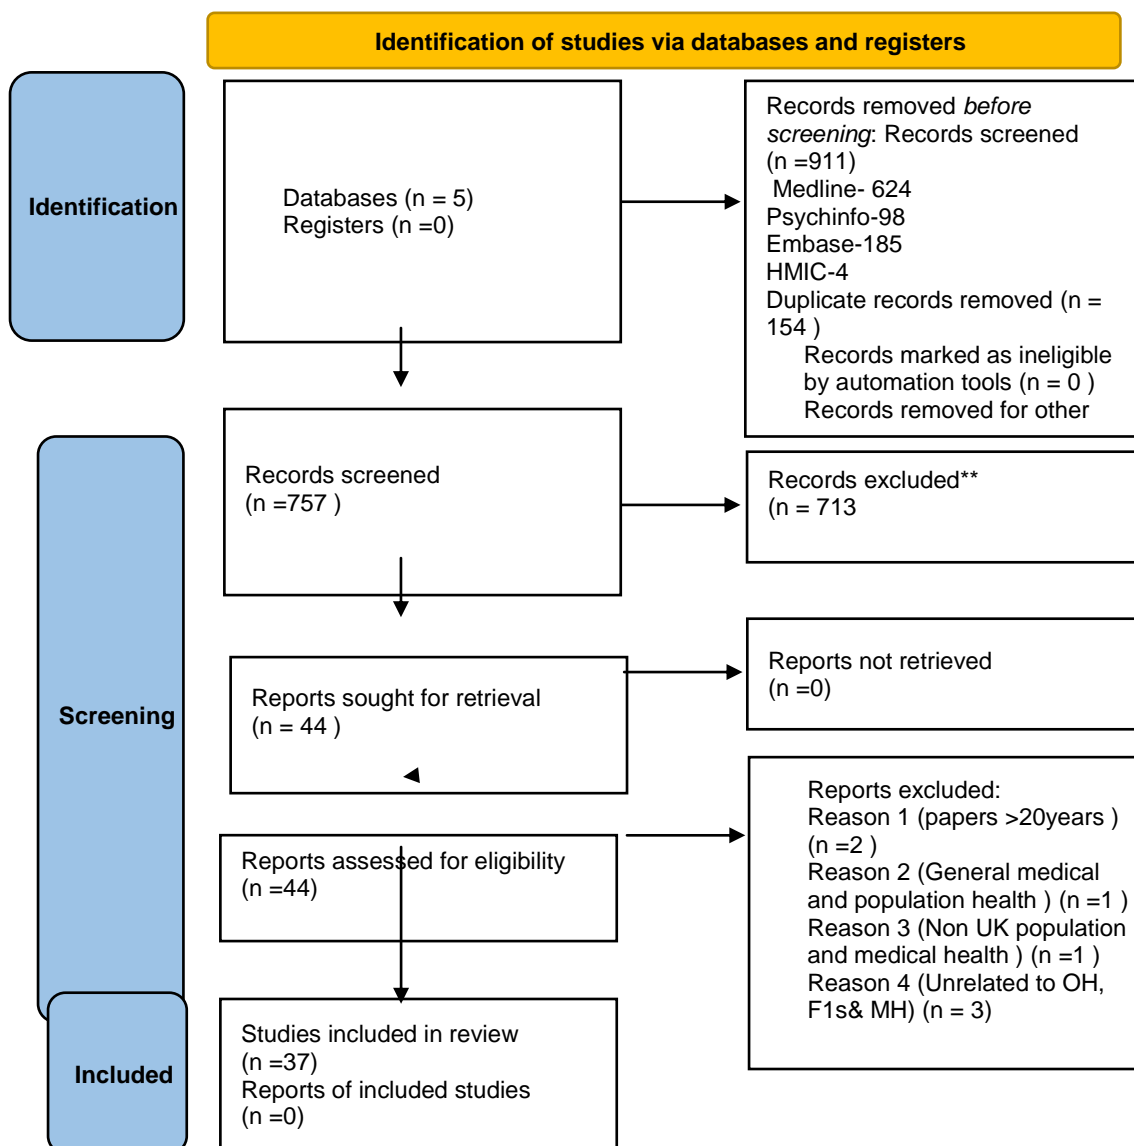 Identification of studies via databases and registers
Identification
Databases (n = 5)
Registers (n =0)
Records removed before
screening: Records screened
(n =911)
Medline- 624
Psychinfo-98
Embase-185
HMIC-4
Duplicate records removed (n =
154 )
Records marked as ineligible
by automation tools (n = 0 )
Records removed for other
Screening
Records screened
(n =757 )
Records excluded**
(n = 713
Reports sought for retrieval
(n = 44 )
Reports not retrieved
(n =0)
Reports assessed for eligibility
(n =44)
Reports excluded:
Reason 1 (papers >20years )
(n =2 )
Reason 2 (General medical
and population health ) (n =1 )
Reason 3 (Non UK population
and medical health ) (n =1 )
Reason 4 (Unrelated to OH,
F1s& MH) (n = 3)
Included
Studies included in review
(n =37)
Reports of included studies
(n =0)